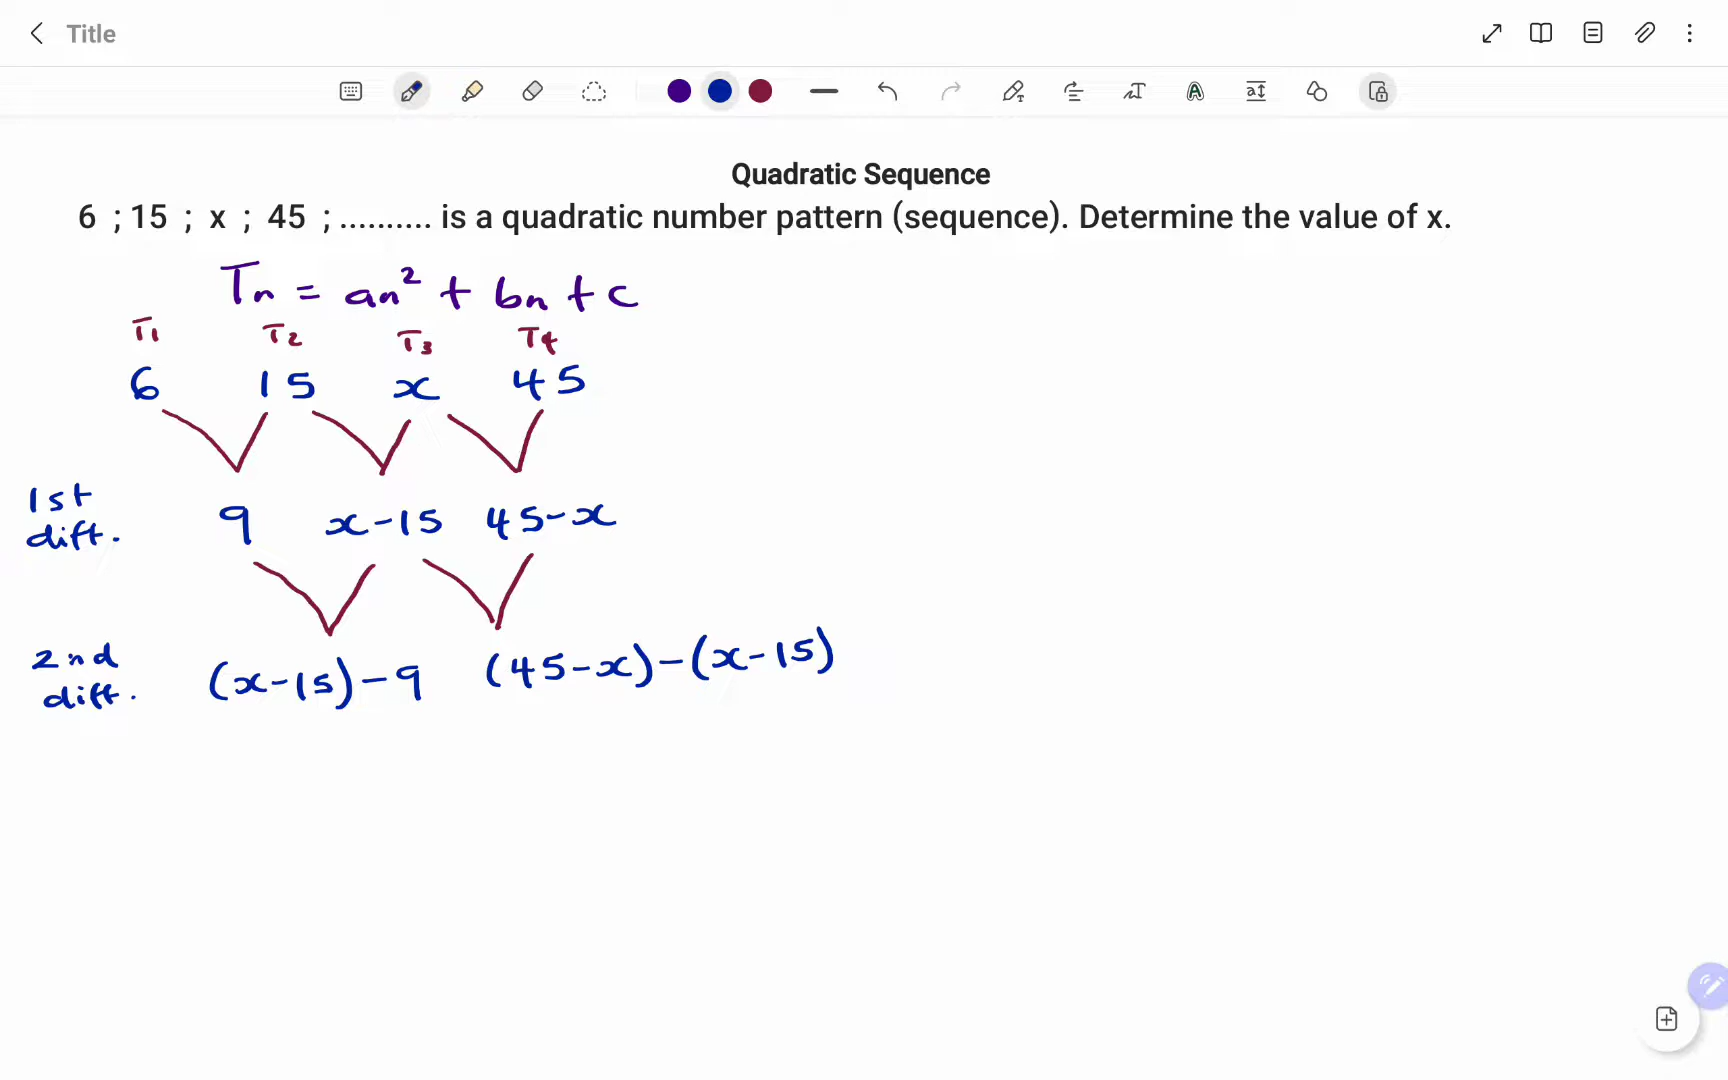 Title
Quadratic Sequence
6 ; 15 ; x ; 45 ; .......... is a quadratic number pattern (sequence). Determine the value of x.
Tn = an² + bn + c
T1 T2 T3 T4
6 15 x 45
1st diff. 9 x-15 45-x
2nd diff. (x-15)-9 (45-x)-(x-15)